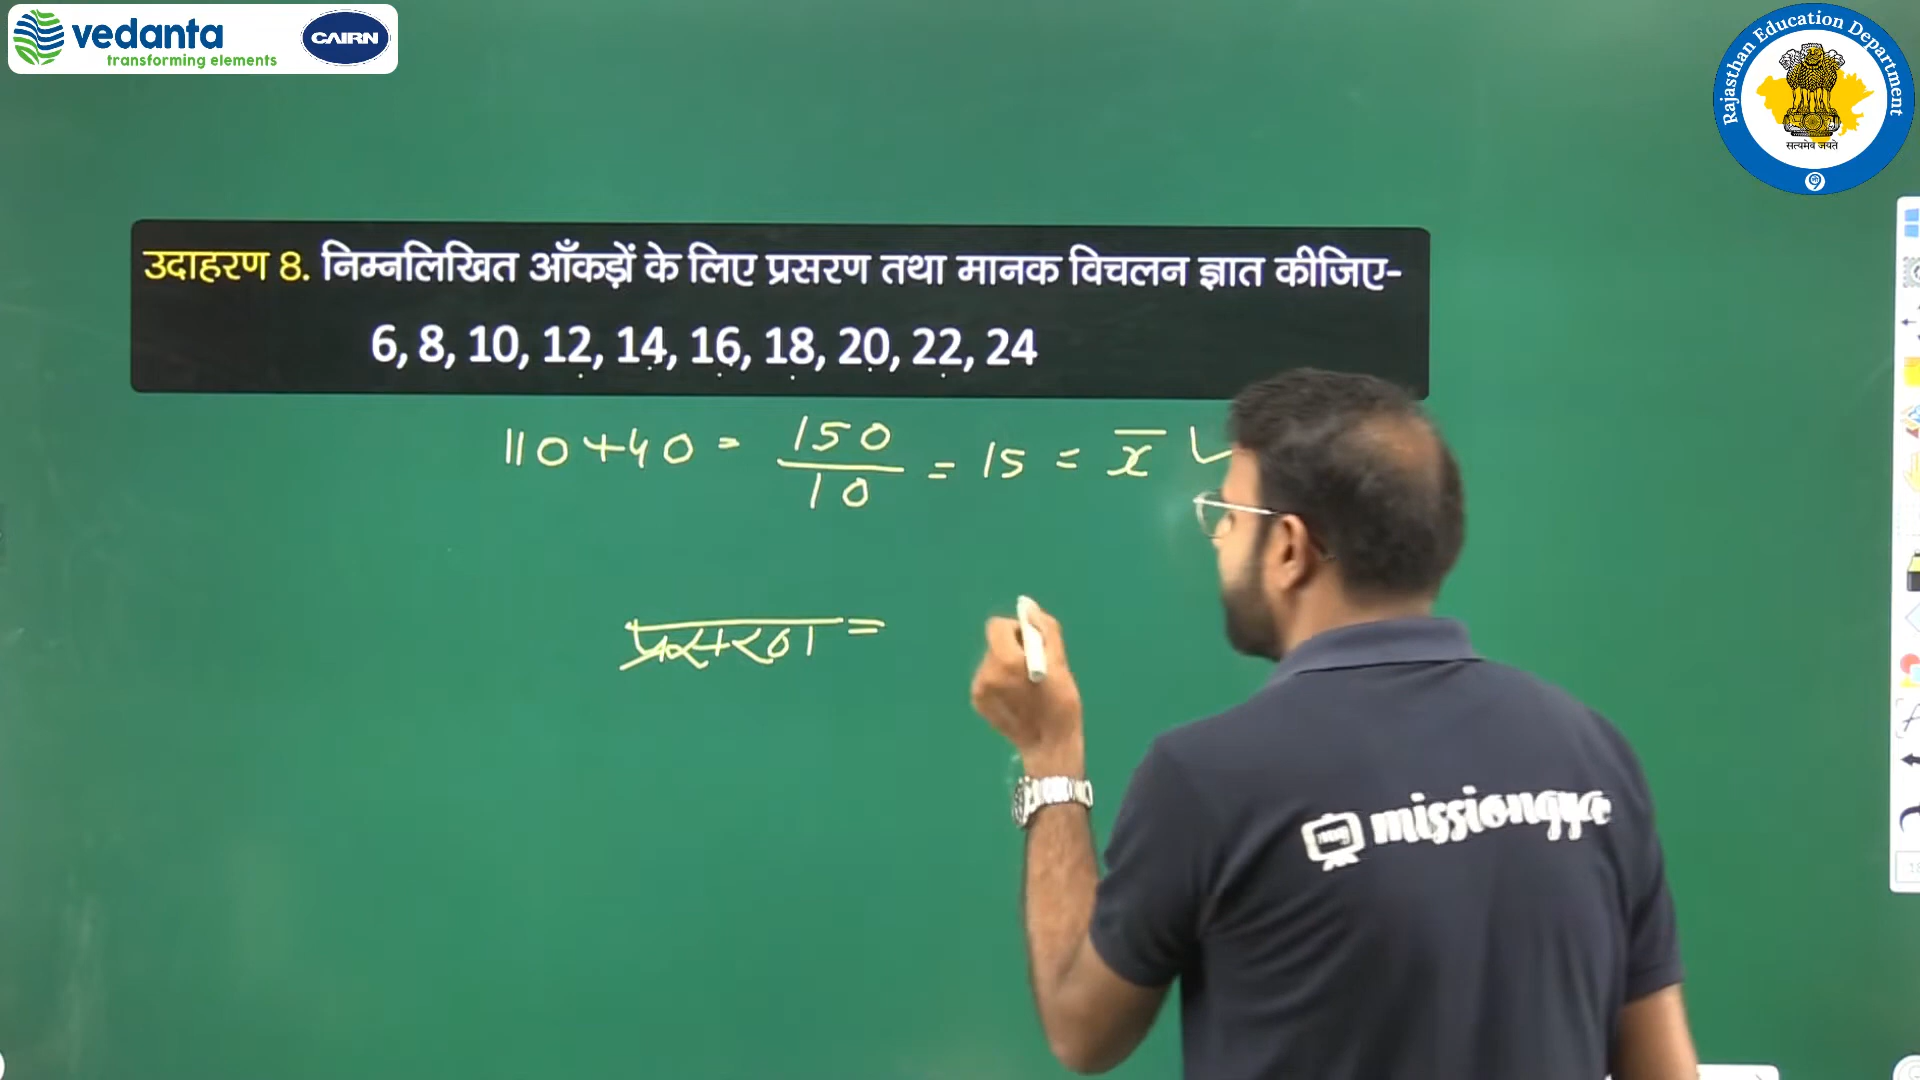 vedanta
transforming elements
CAIRN
Rajasthan Education Department
सत्यमेव जयते
उदाहरण 8. निम्नलिखित आँकड़ों के लिए प्रसरण तथा मानक विचलन ज्ञात कीजिए-
6, 8, 10, 12, 14, 16, 18, 20, 22, 24
110 + 40 = 150/10 = 15 = x̄ ✓
प्रसरण =
missiongya